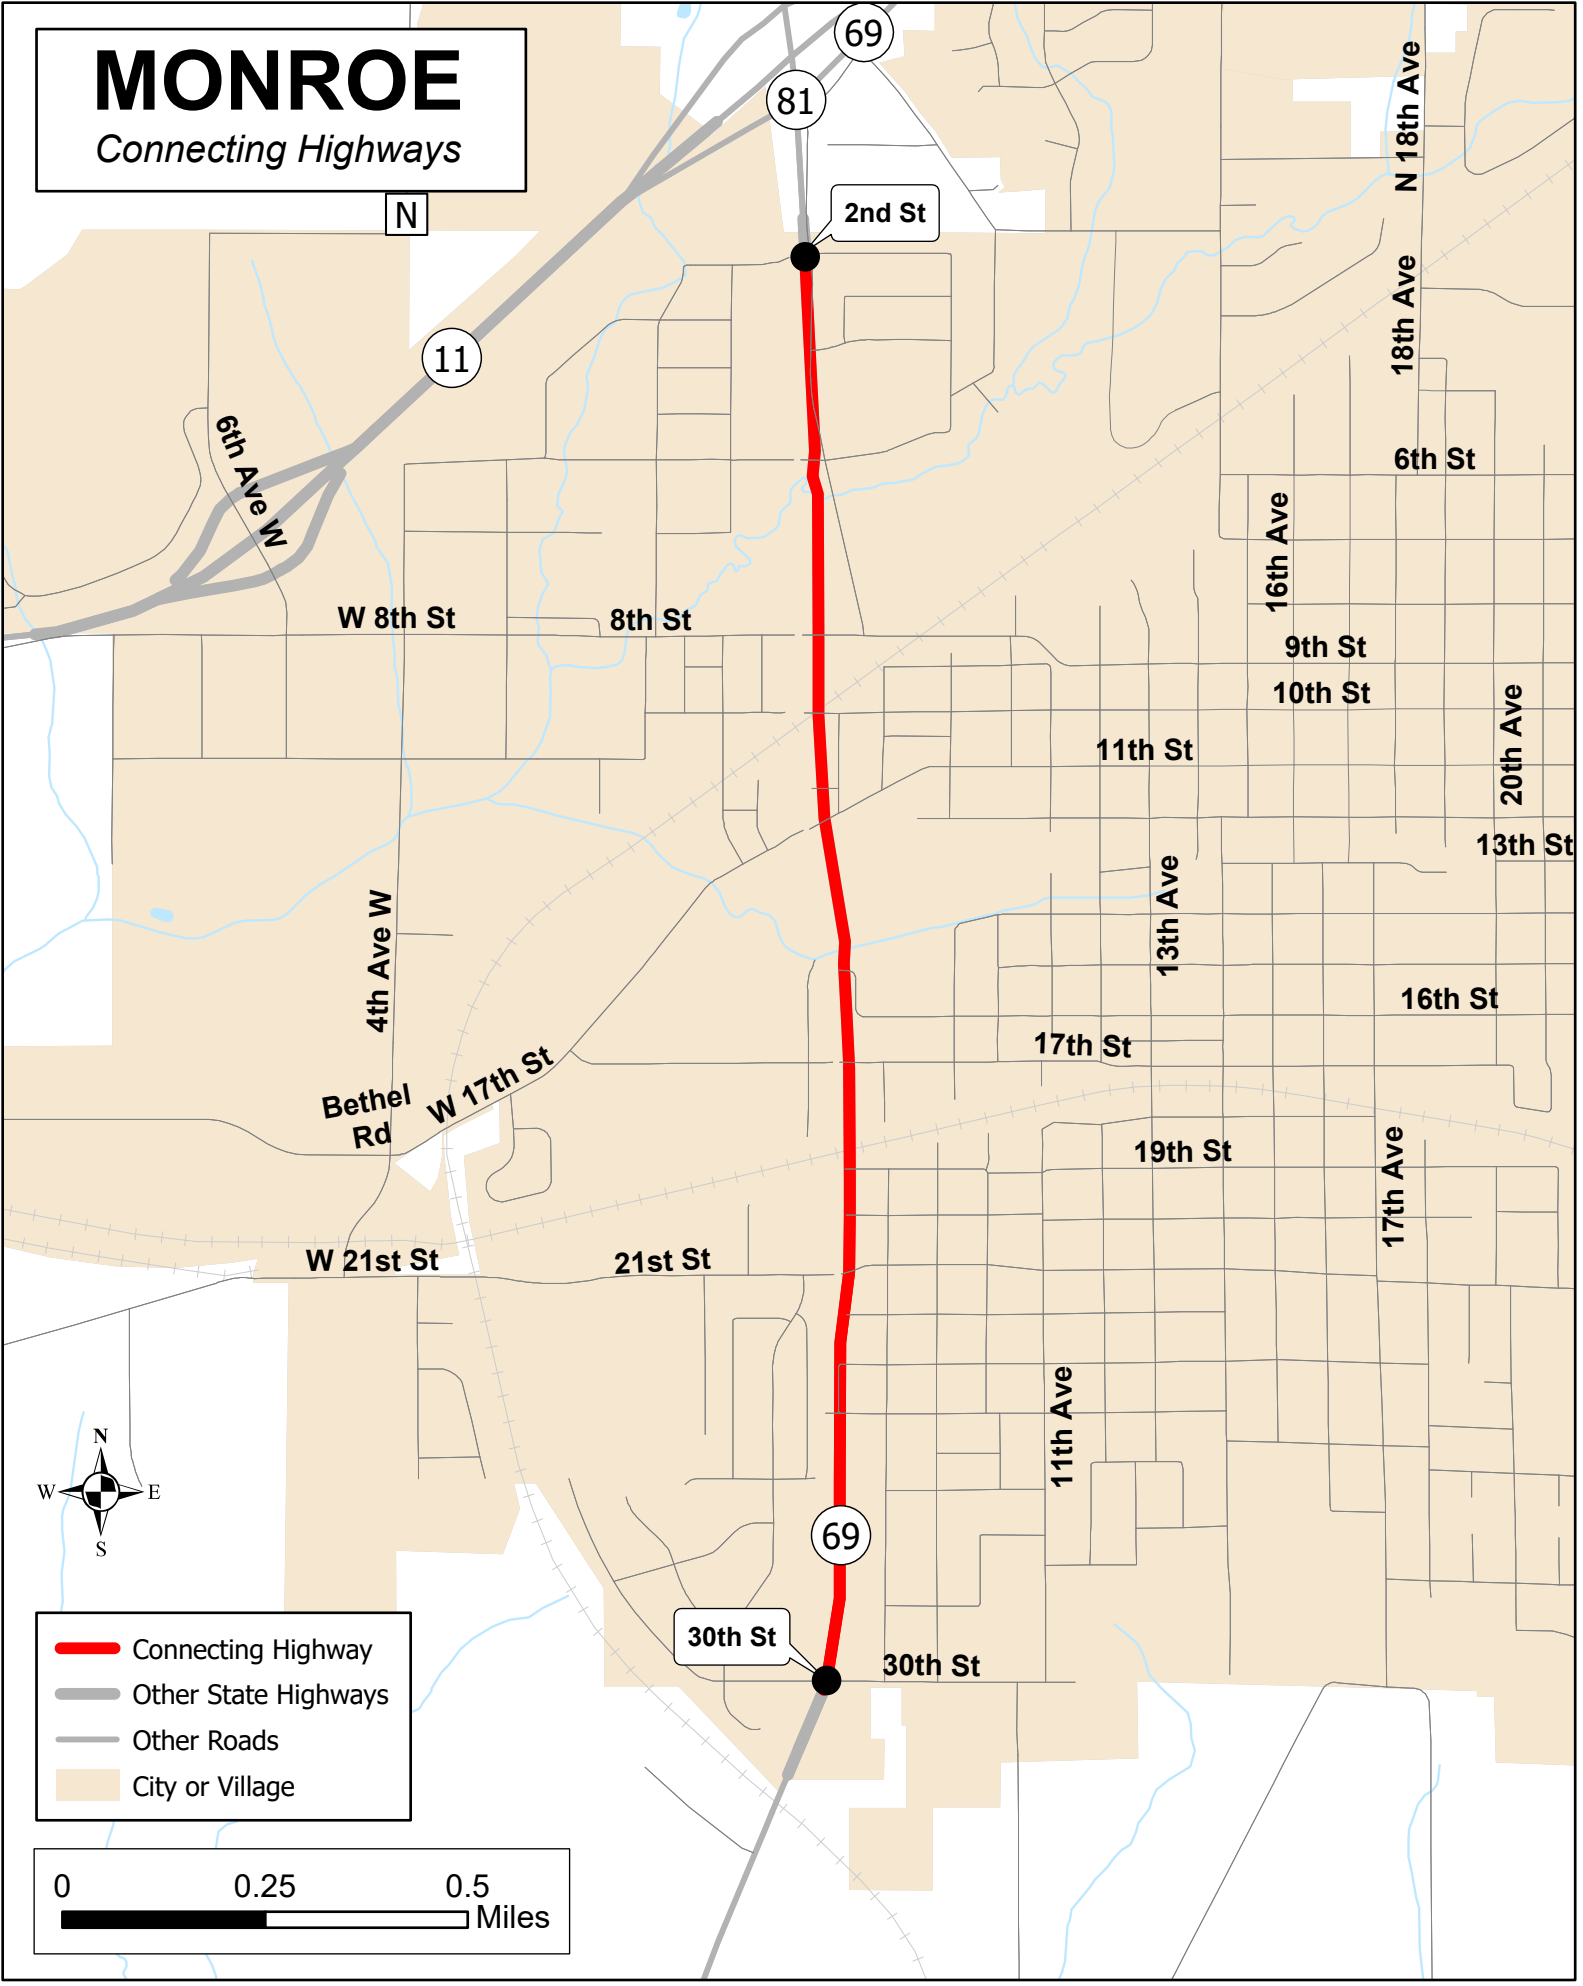 MONROE
Connecting Highways
N
69
81
2nd St
11
N 18th Ave
18th Ave
6th Ave W
6th St
16th Ave
W 8th St
8th St
9th St
10th St
20th Ave
11th St
13th St
13th Ave
4th Ave W
16th St
17th St
W 17th St
Bethel
Rd
19th St
17th Ave
W 21st St
21st St
11th Ave
N
W
E
S
69
30th St
30th St
Connecting Highway
Other State Highways
Other Roads
City or Village
0 0.25 0.5
Miles